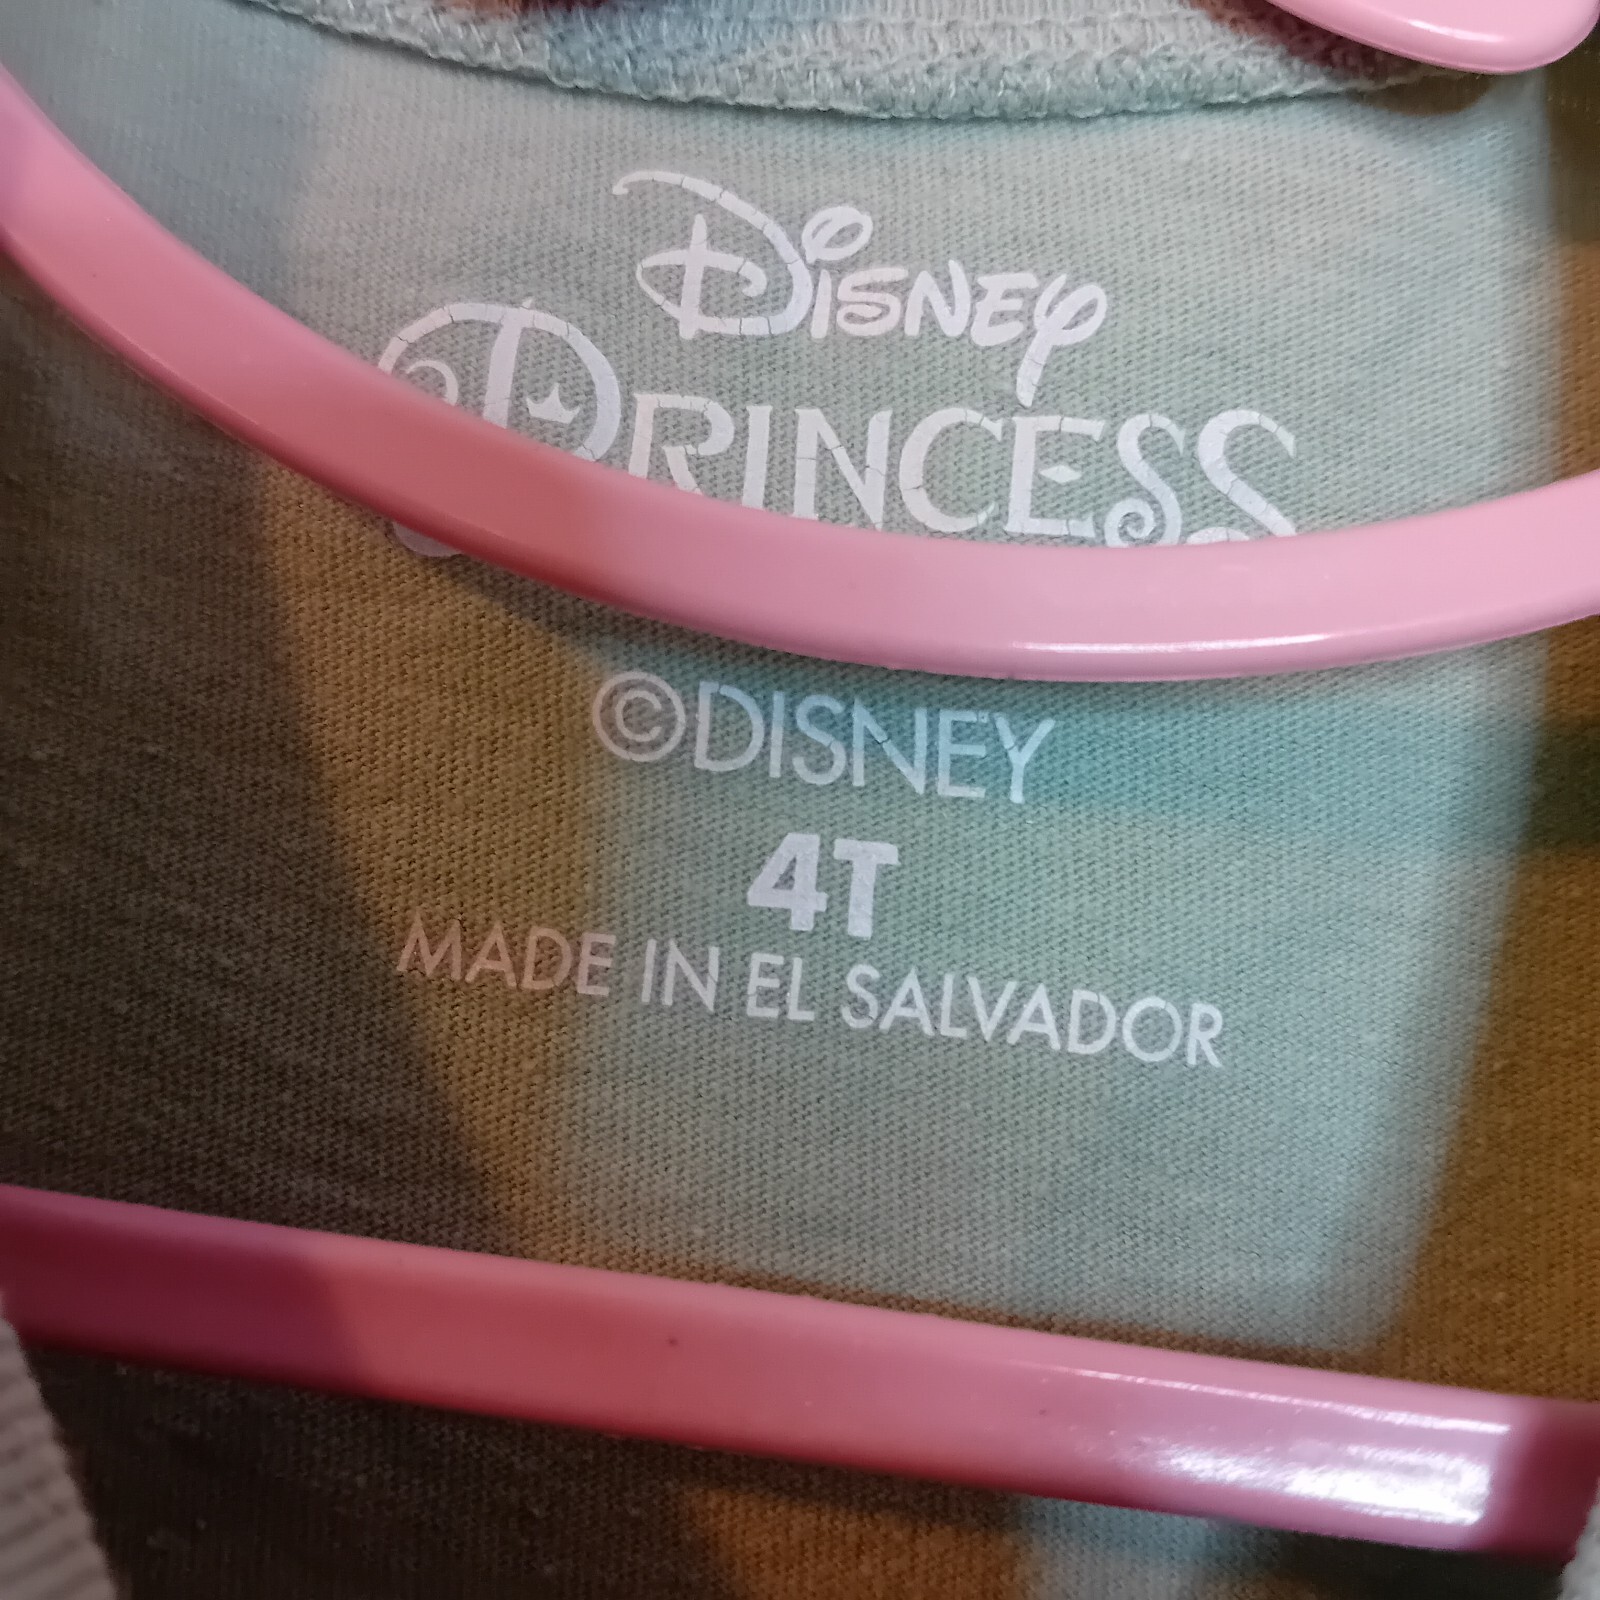 Disney
PRINCESS
©DISNEY
4T
MADE IN EL SALVADOR